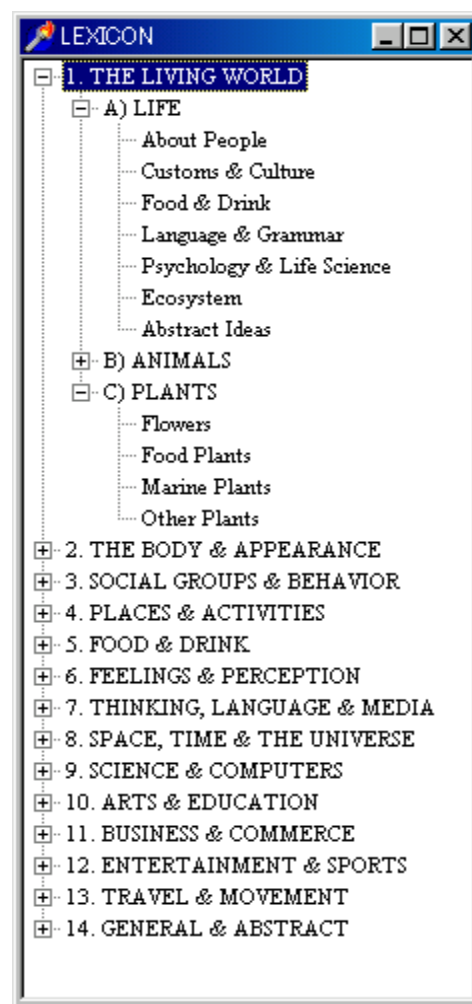 LEXICON
1. THE LIVING WORLD
A) LIFE
About People
Customs & Culture
Food & Drink
Language & Grammar
Psychology & Life Science
Ecosystem
Abstract Ideas
B) ANIMALS
C) PLANTS
Flowers
Food Plants
Marine Plants
Other Plants
2. THE BODY & APPEARANCE
3. SOCIAL GROUPS & BEHAVIOR
4. PLACES & ACTIVITIES
5. FOOD & DRINK
6. FEELINGS & PERCEPTION
7. THINKING, LANGUAGE & MEDIA
8. SPACE, TIME & THE UNIVERSE
9. SCIENCE & COMPUTERS
10. ARTS & EDUCATION
11. BUSINESS & COMMERCE
12. ENTERTAINMENT & SPORTS
13. TRAVEL & MOVEMENT
14. GENERAL & ABSTRACT